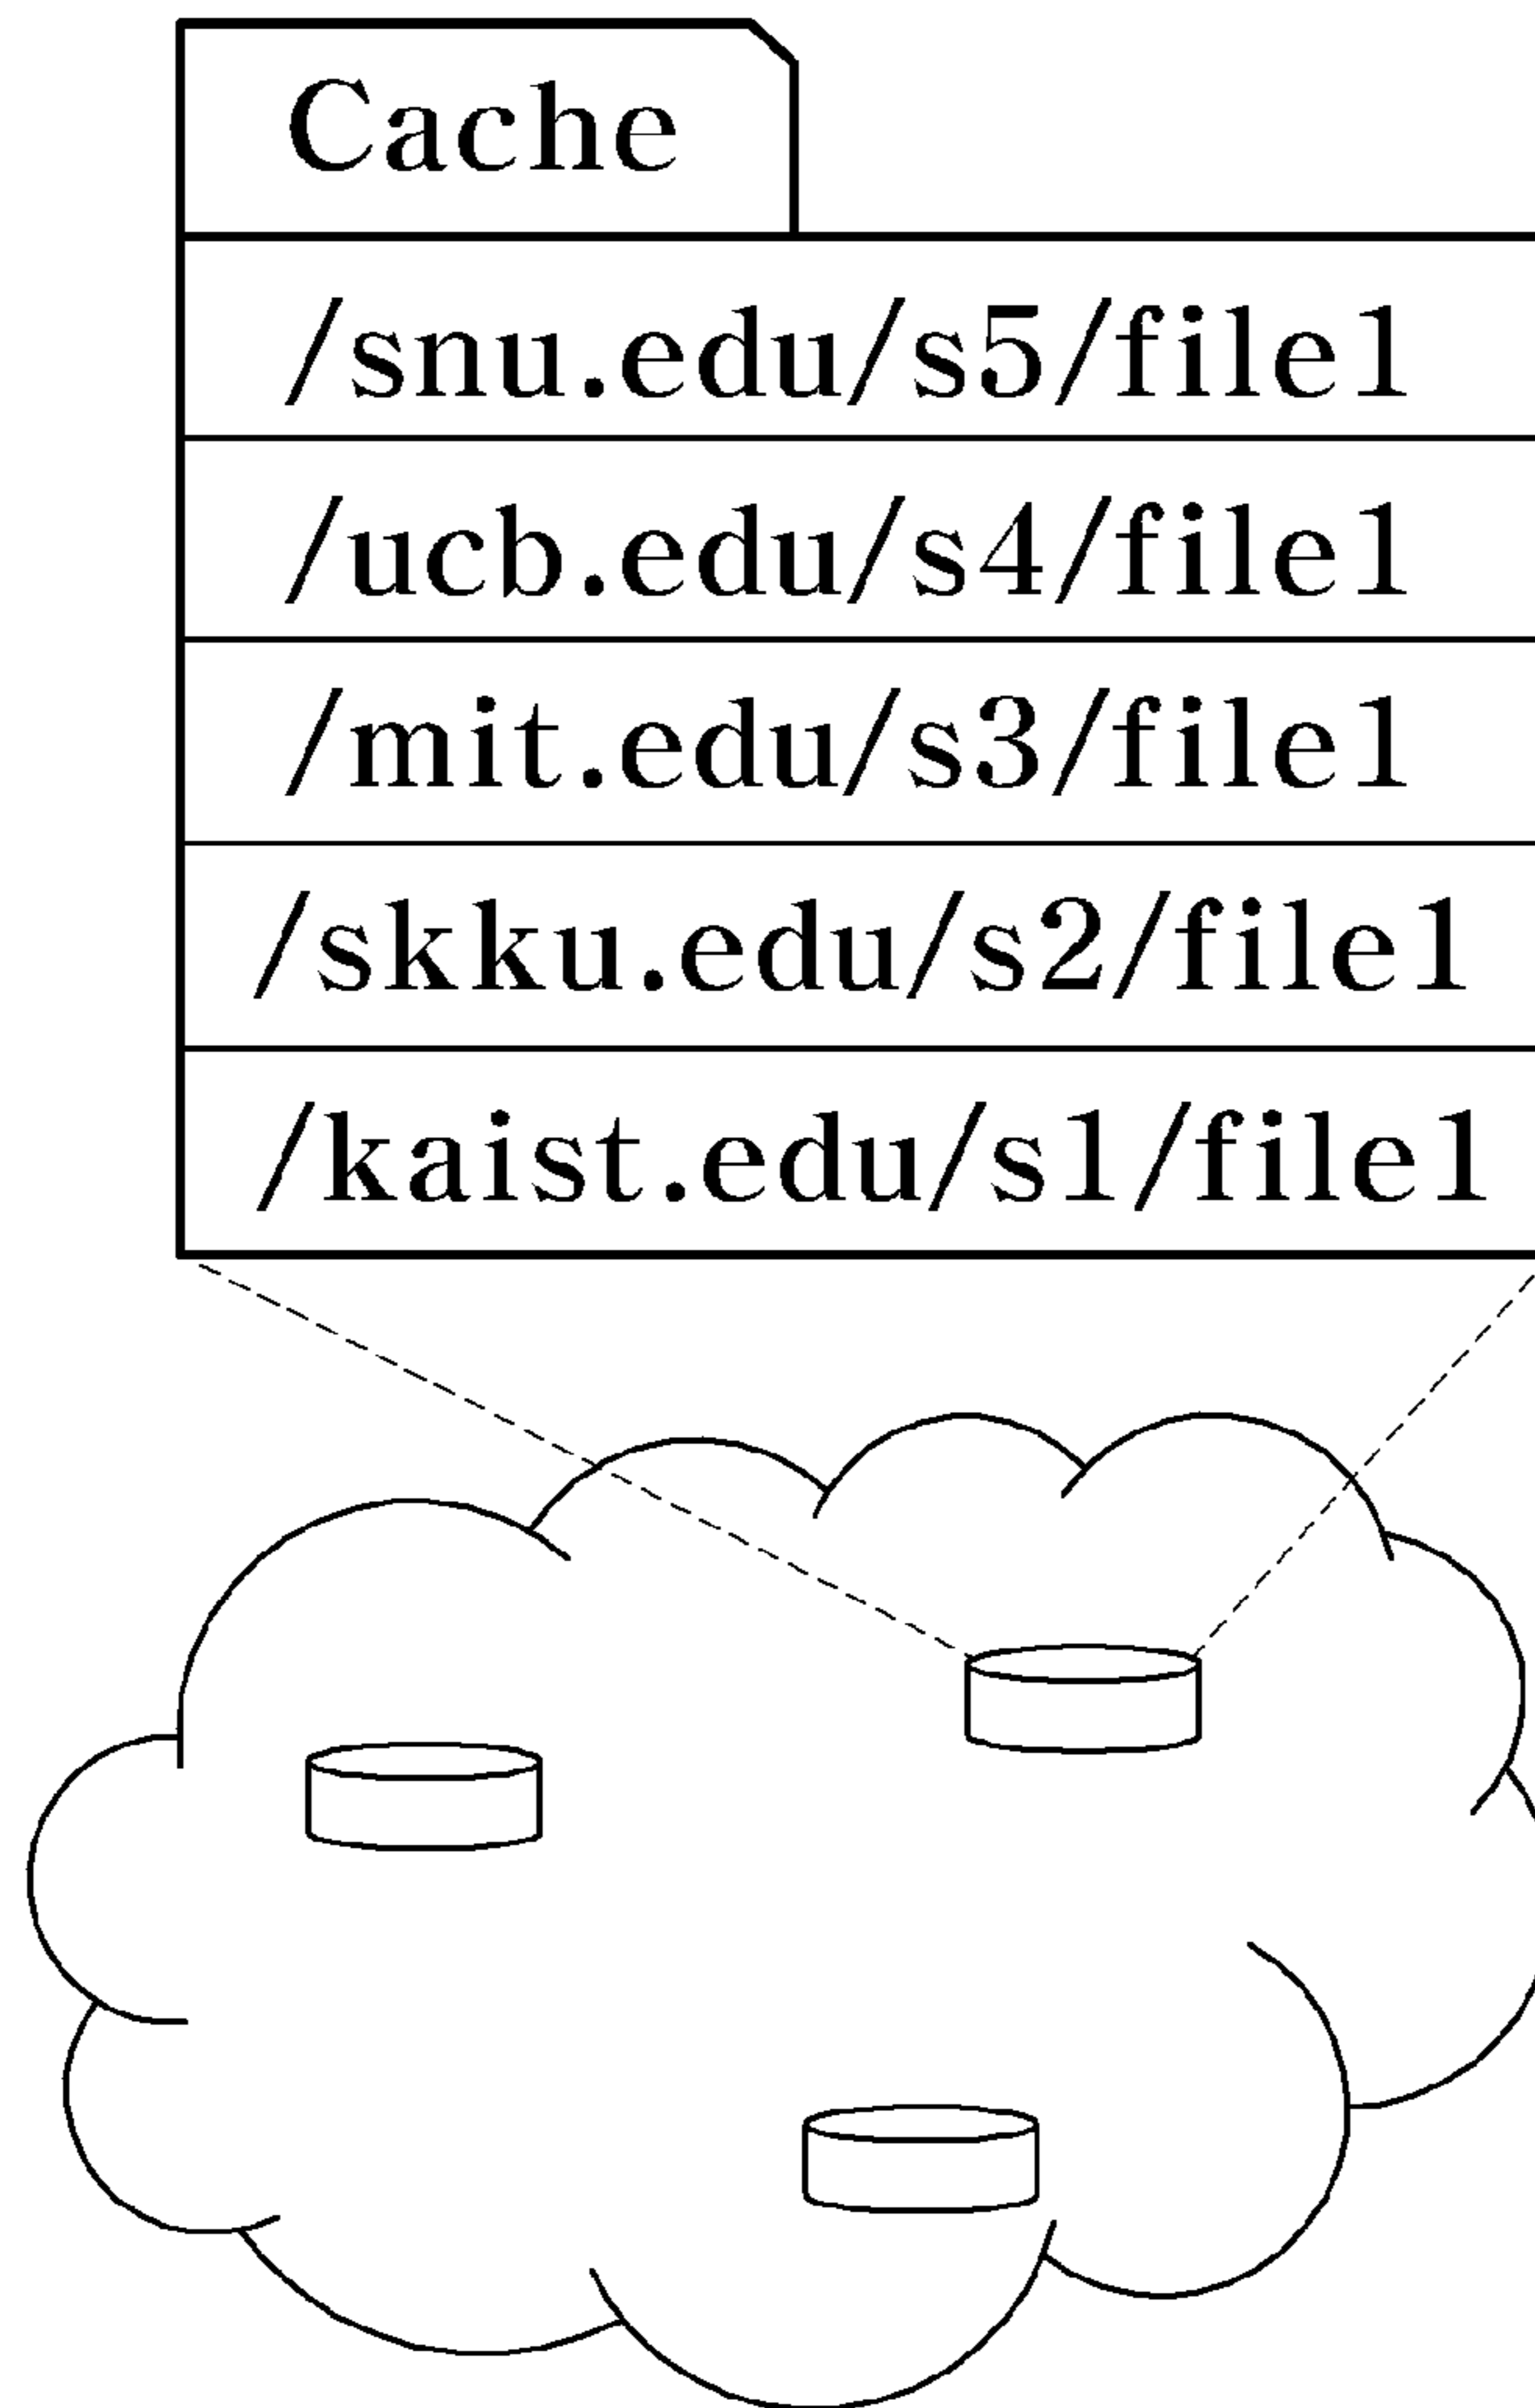 Cache
/snu.edu/s5/file1
/ucb.edu/s4/file1
/mit.edu/s3/file1
/skku.edu/s2/file1
/kaist.edu/s1/file1